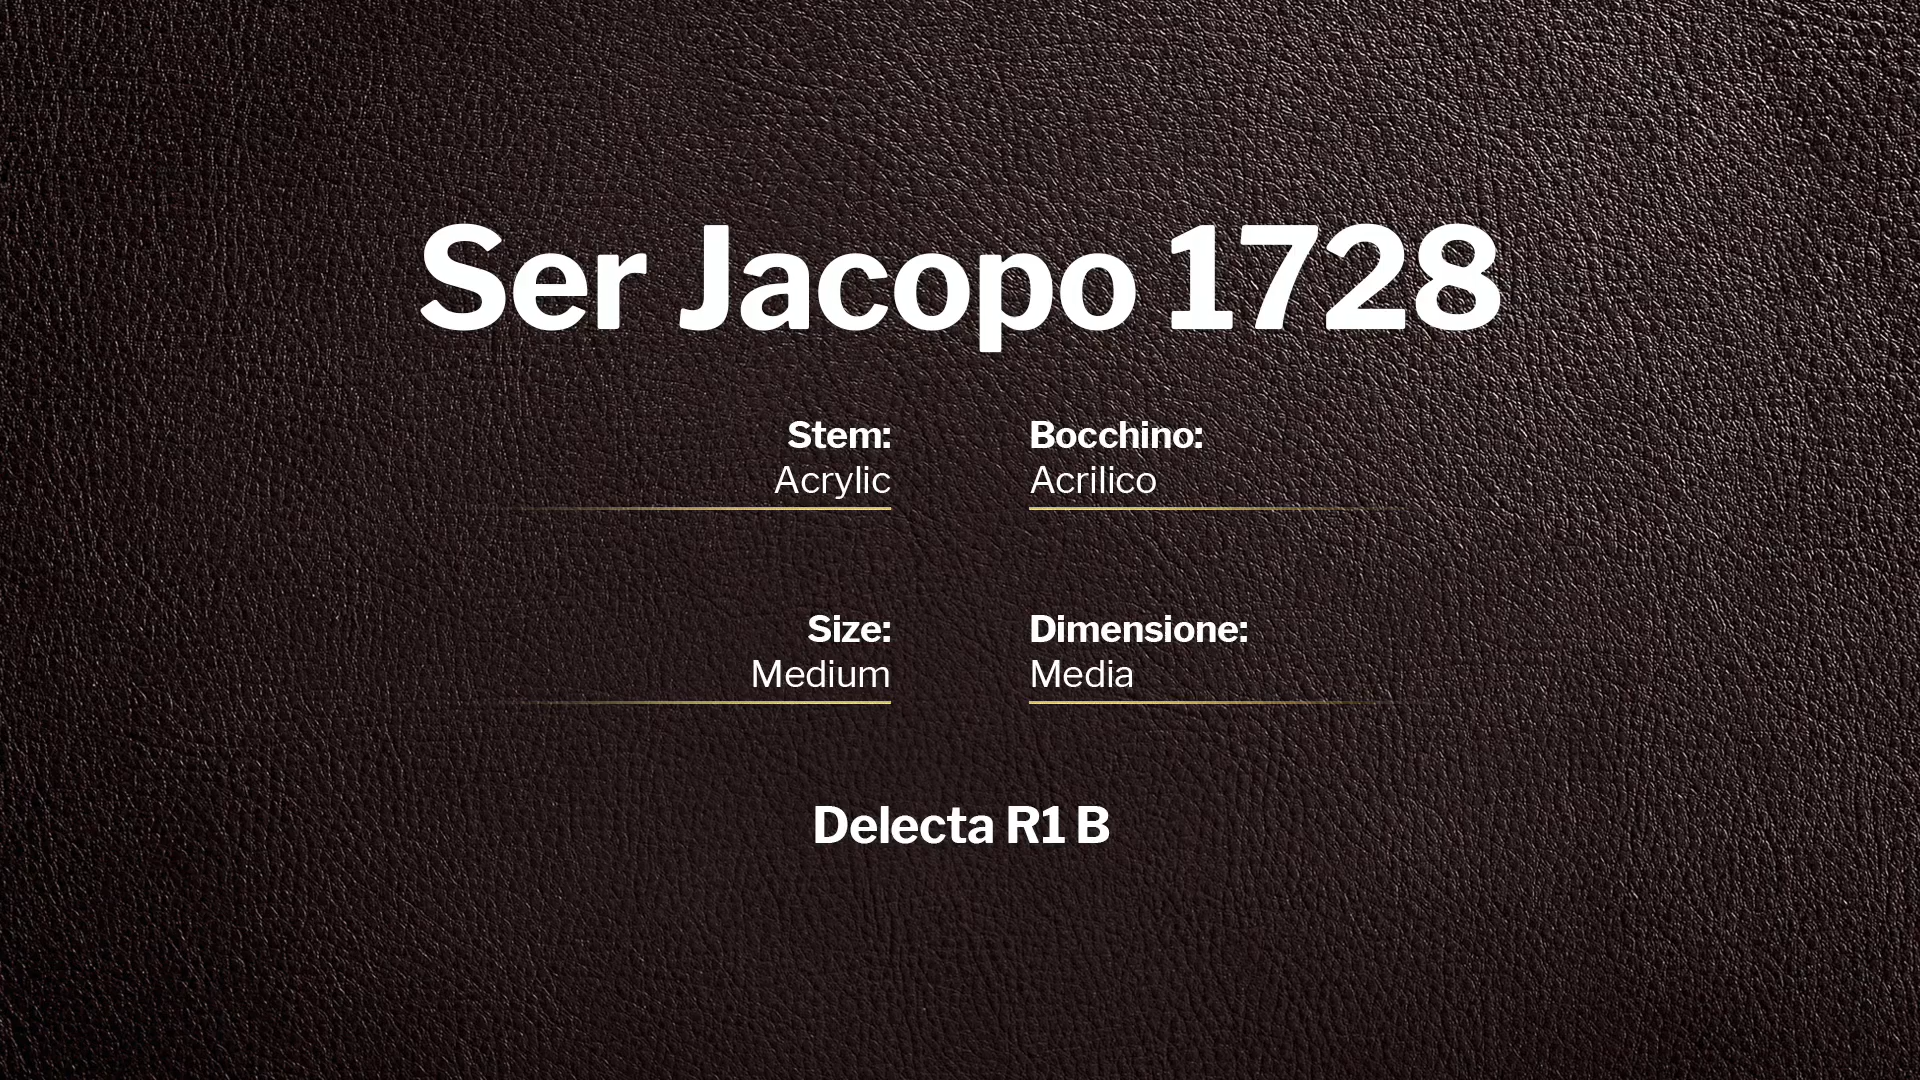 Ser Jacopo 1728
Stem:
Acrylic
Bocchino:
Acrilico
Size:
Medium
Dimensione:
Media
Delecta R1 B